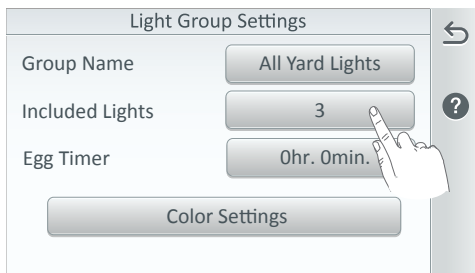 Light Group Settings
Group Name All Yard Lights
Included Lights 3
Egg Timer 0hr. 0min.
Color Settings
?